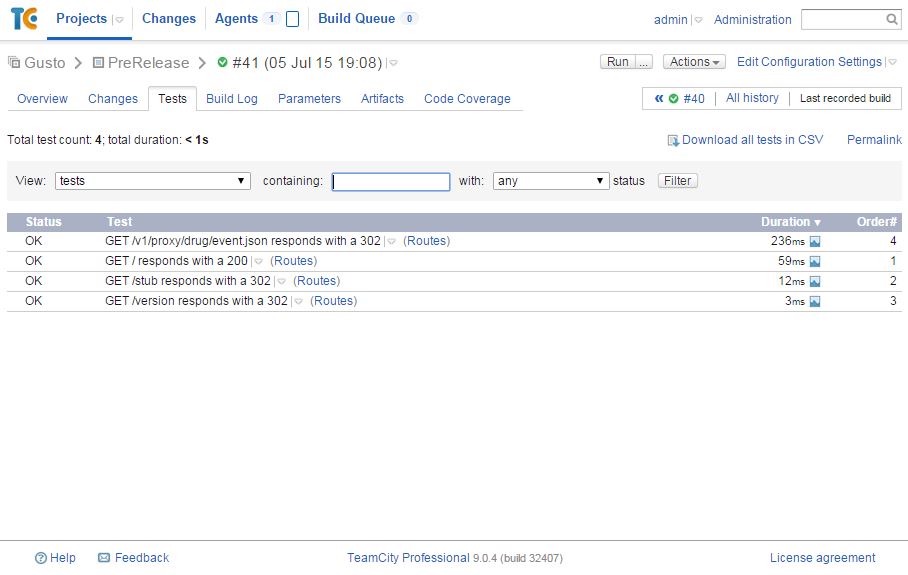 TC Projects Changes Agents 1 Build Queue 0 admin Administration
Gusto PreRelease #41 (05 Jul 15 19:08) Run ... Actions Edit Configuration Settings
Overview Changes Tests Build Log Parameters Artifacts Code Coverage « #40 All history Last recorded build
Total test count: 4; total duration: < 1s Download all tests in CSV Permalink
View: tests containing: with: any status Filter
Status Test Duration Order#
OK GET /v1/proxy/drug/event.json responds with a 302 (Routes) 236ms 4
OK GET / responds with a 200 (Routes) 59ms 1
OK GET /stub responds with a 302 (Routes) 12ms 2
OK GET /version responds with a 302 (Routes) 3ms 3
Help Feedback TeamCity Professional 9.0.4 (build 32407) License agreement